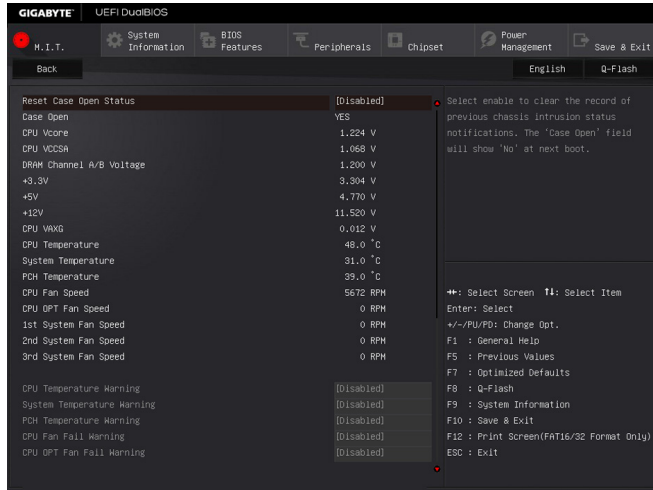 GIGABYTE™ UEFI DualBIOS
M.I.T. System Information BIOS Features Peripherals Chipset Power Management Save & Exit
Back English Q-Flash
Reset Case Open Status [Disabled]
Case Open YES
CPU Vcore 1.224 V
CPU VCCSA 1.068 V
DRAM Channel A/B Voltage 1.200 V
+3.3V 3.304 V
+5V 4.770 V
+12V 11.520 V
CPU VAXG 0.012 V
CPU Temperature 48.0 °C
System Temperature 31.0 °C
PCH Temperature 39.0 °C
CPU Fan Speed 5672 RPM
CPU OPT Fan Speed 0 RPM
1st System Fan Speed 0 RPM
2nd System Fan Speed 0 RPM
3rd System Fan Speed 0 RPM
CPU Temperature Warning [Disabled]
System Temperature Warning [Disabled]
PCH Temperature Warning [Disabled]
CPU Fan Fail Warning [Disabled]
CPU OPT Fan Fail Warning [Disabled]
Select enable to clear the record of
previous chassis intrusion status
notifications. The 'Case Open' field
will show 'No' at next boot.
→←: Select Screen ↑↓: Select Item
Enter: Select
+/-/PU/PD: Change Opt.
F1 : General Help
F5 : Previous Values
F7 : Optimized Defaults
F8 : Q-Flash
F9 : System Information
F10 : Save & Exit
F12 : Print Screen(FAT16/32 Format Only)
ESC : Exit